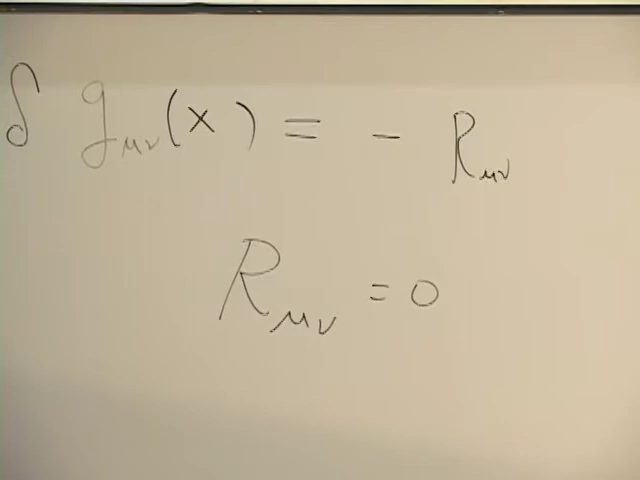 δ g_μν(x) = - R_μν
R_μν = 0